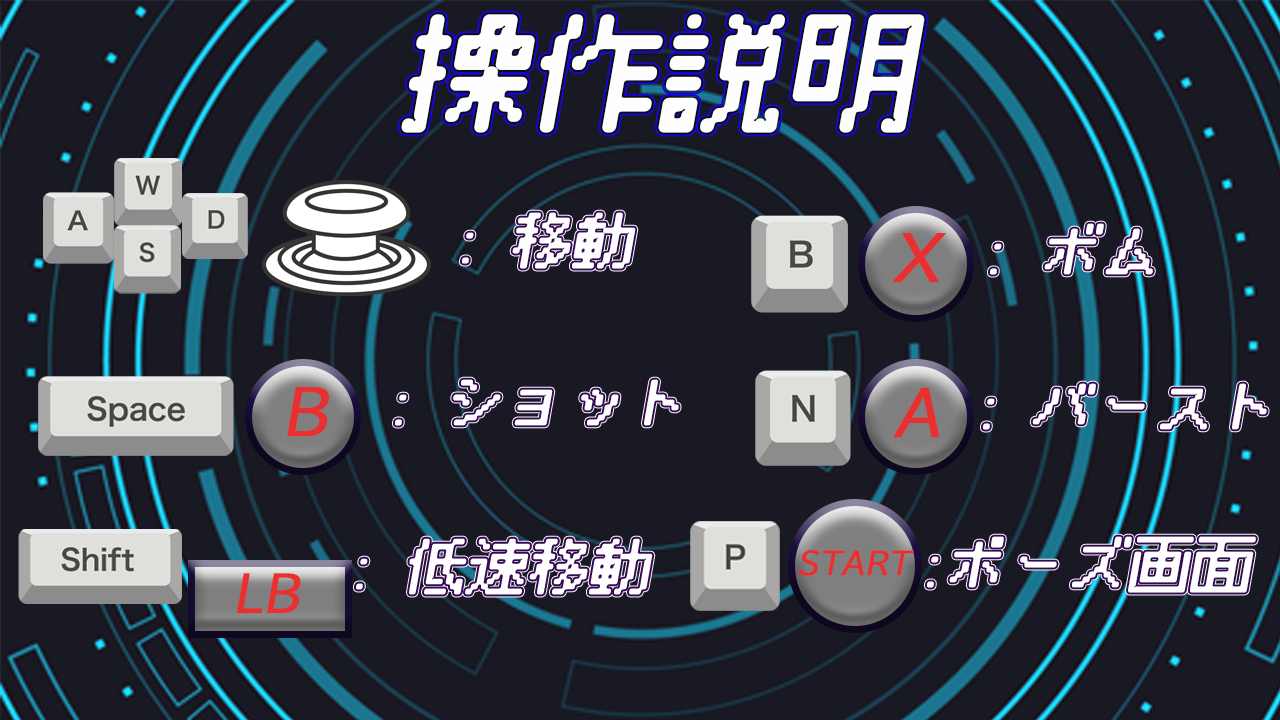 操作説明
W
A S D : 移動
B X : ボム
Space B : ショット
N A : バースト
Shift LB : 低速移動
P START : ポーズ画面